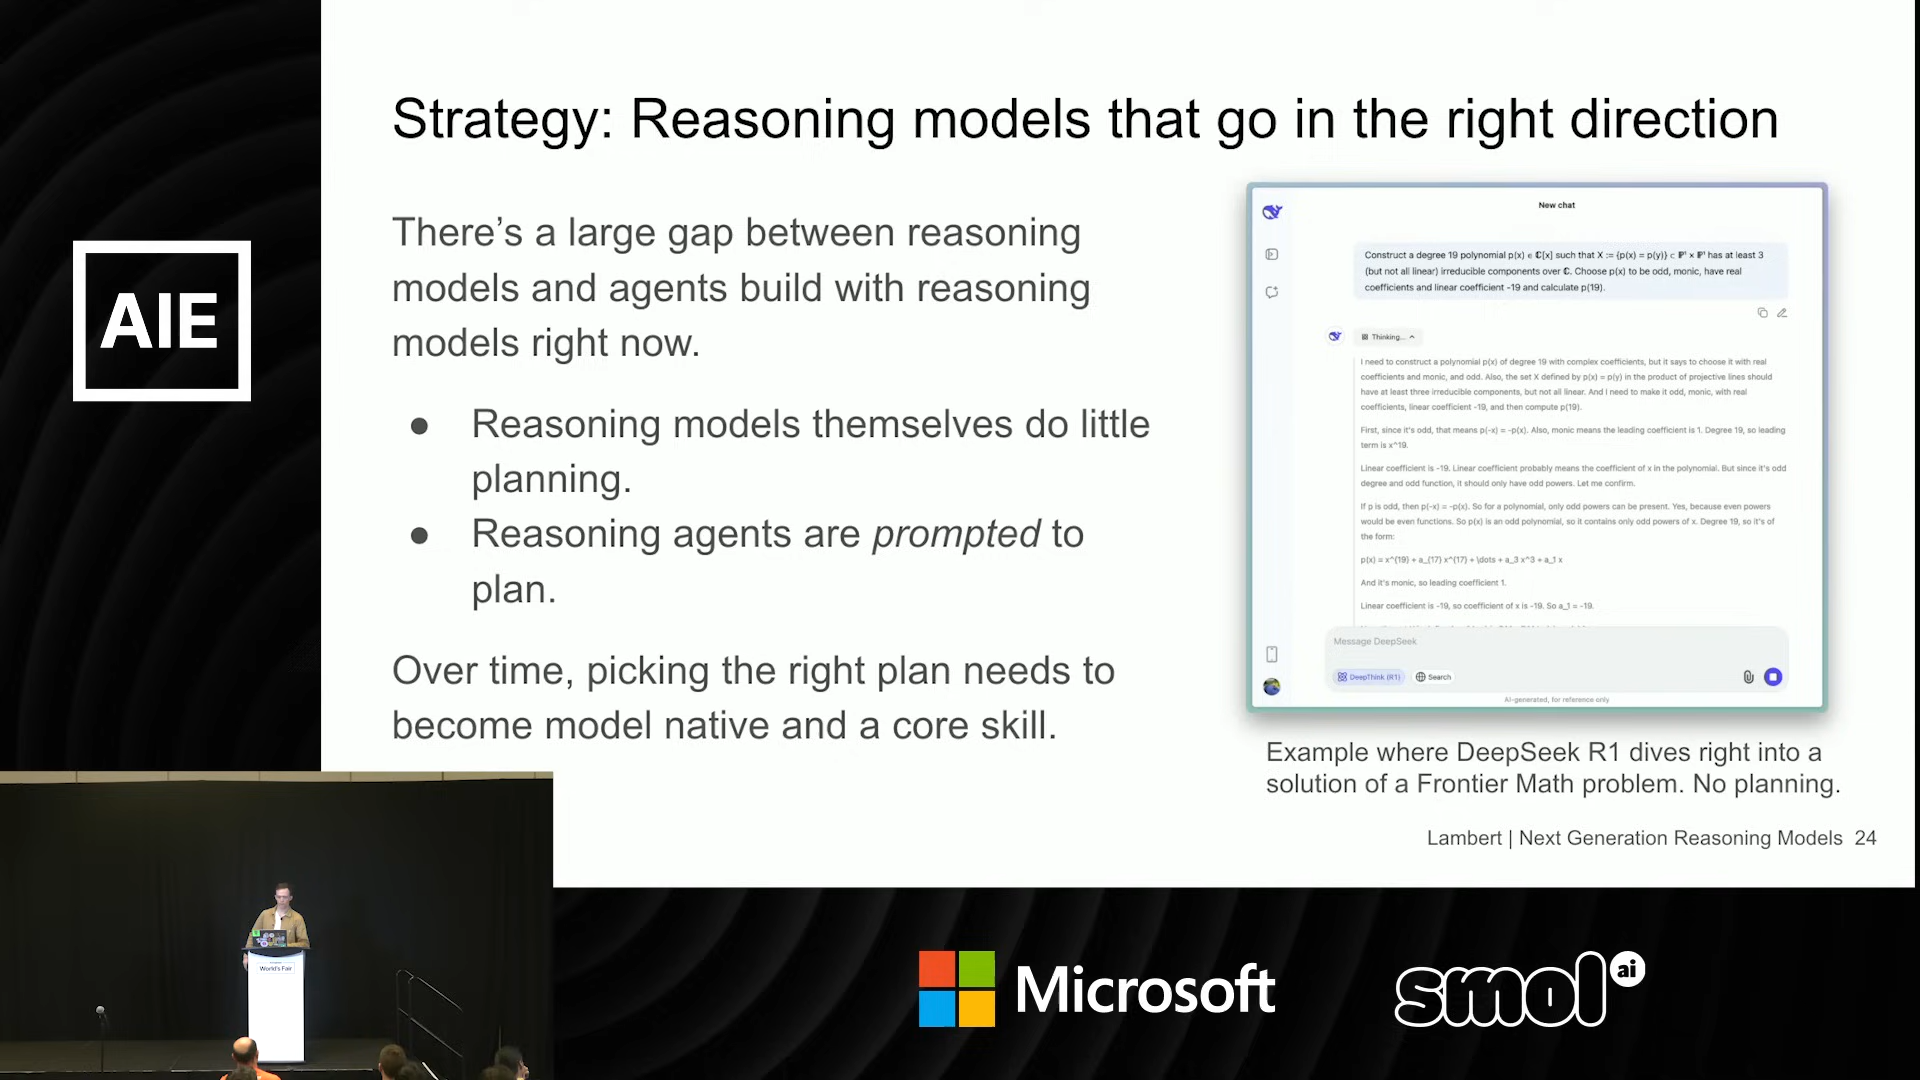 Strategy: Reasoning models that go in the right direction
There's a large gap between reasoning
models and agents build with reasoning
models right now.
● Reasoning models themselves do little
planning.
● Reasoning agents are prompted to
plan.
Over time, picking the right plan needs to
become model native and a core skill.
New chat
Construct a degree 19 polynomial p(x) ∈ ℂ[x] such that X := {p(x) = p(y)} ⊂ ℙ¹ × ℙ¹ has at least 3
(but not all linear) irreducible components over ℂ. Choose p(x) to be odd, monic, have real
coefficients and linear coefficient -19 and calculate p(19).
Thinking...
I need to construct a polynomial p(x) of degree 19 with complex coefficients, but it says to choose it with real
coefficients and monic, and odd. Also, the set X defined by p(x) = p(y) in the product of projective lines should
have at least three irreducible components, but not all linear. And I need to make it odd, monic, with real
coefficients, linear coefficient -19, and then compute p(19).
First, since it's odd, that means p(-x) = -p(x). Also, monic means the leading coefficient is 1. Degree 19, so leading
term is x^19.
Linear coefficient is -19. Linear coefficient probably means the coefficient of x in the polynomial. But since it's odd
degree and odd function, it should only have odd powers. Let me confirm.
If p is odd, then p(-x) = -p(x). So for a polynomial, only odd powers can be present. Yes, because even powers
would be even functions. So p(x) is an odd polynomial, so it contains only odd powers of x. Degree 19, so it's of
the form:
p(x) = x^{19} + a_{17} x^{17} + \dots + a_3 x^3 + a_1 x
And it's monic, so leading coefficient 1.
Linear coefficient is -19, so coefficient of x is -19. So a_1 = -19.
Message DeepSeek
DeepThink (R1)
Search
AI-generated, for reference only
Example where DeepSeek R1 dives right into a
solution of a Frontier Math problem. No planning.
Lambert | Next Generation Reasoning Models 24
AIE
World's Fair
Microsoft
smol ai